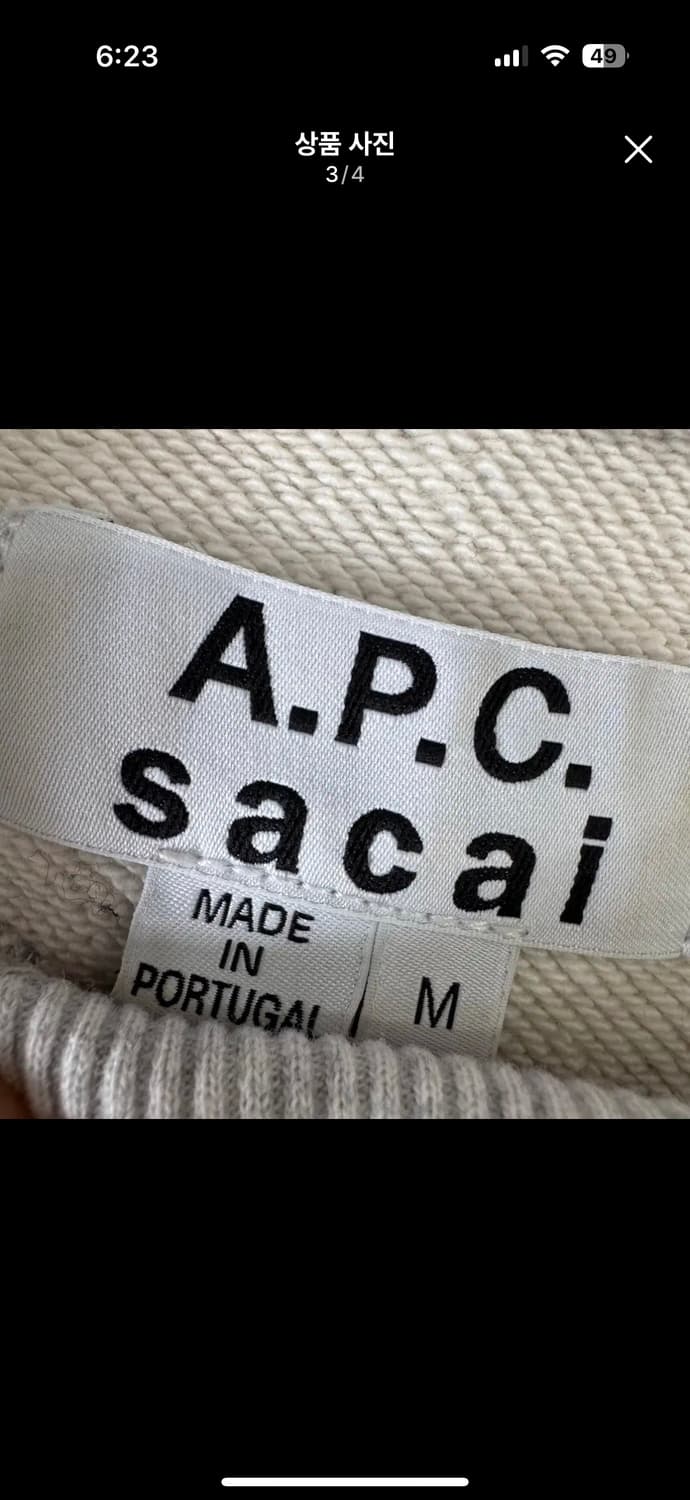 6:23
49
상품 사진
3/4
A.P.C.
sacai
MADE
IN
PORTUGAL
M